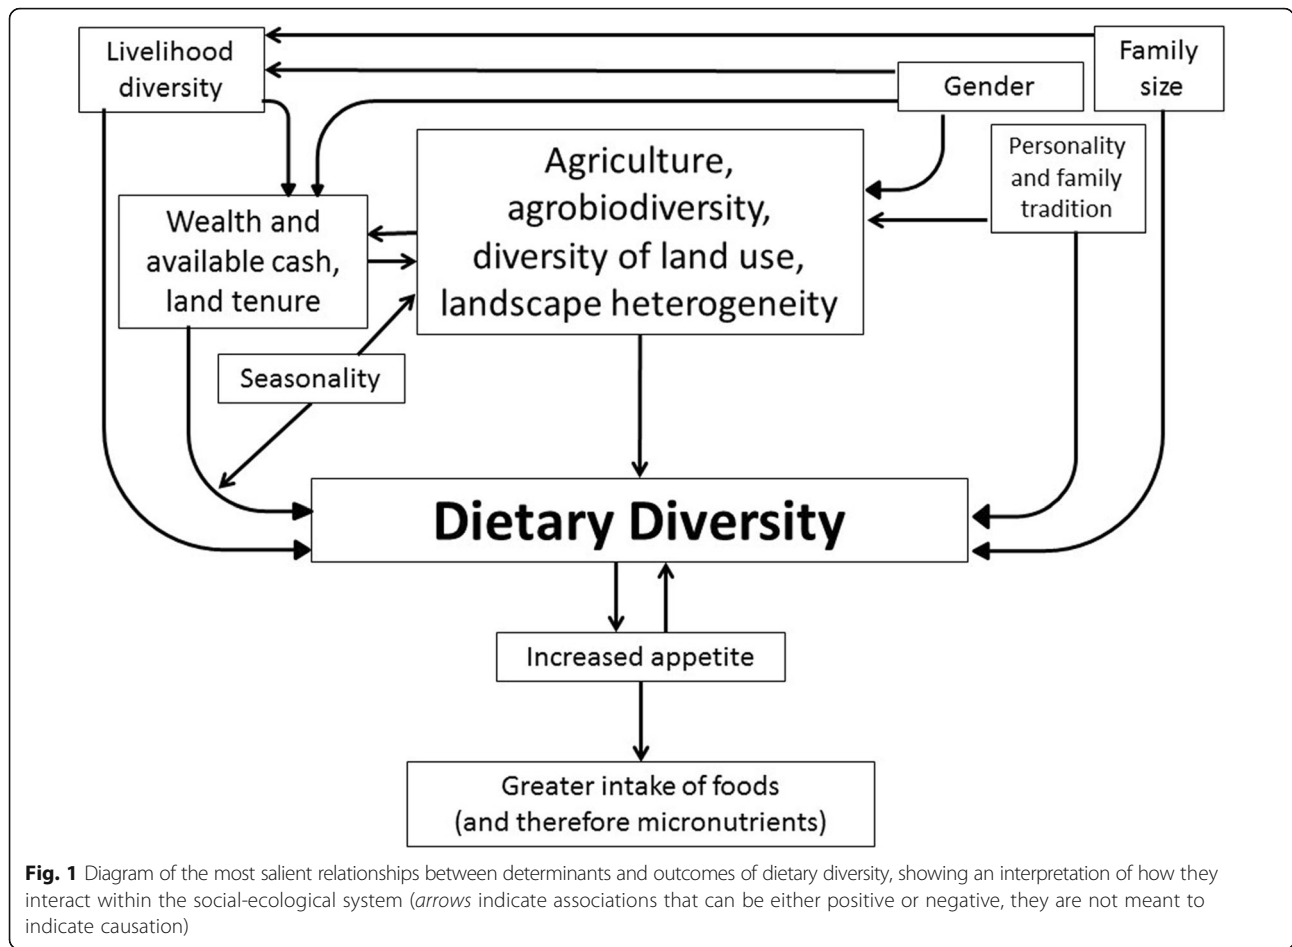 Livelihood
diversity
Family
size
Gender
Agriculture,
agrobiodiversity,
diversity of land use,
landscape heterogeneity
Personality
and family
tradition
Wealth and
available cash,
land tenure
Seasonality
Dietary Diversity
Increased appetite
Greater intake of foods
(and therefore micronutrients)
Fig. 1 Diagram of the most salient relationships between determinants and outcomes of dietary diversity, showing an interpretation of how they
interact within the social-ecological system (arrows indicate associations that can be either positive or negative, they are not meant to
indicate causation)